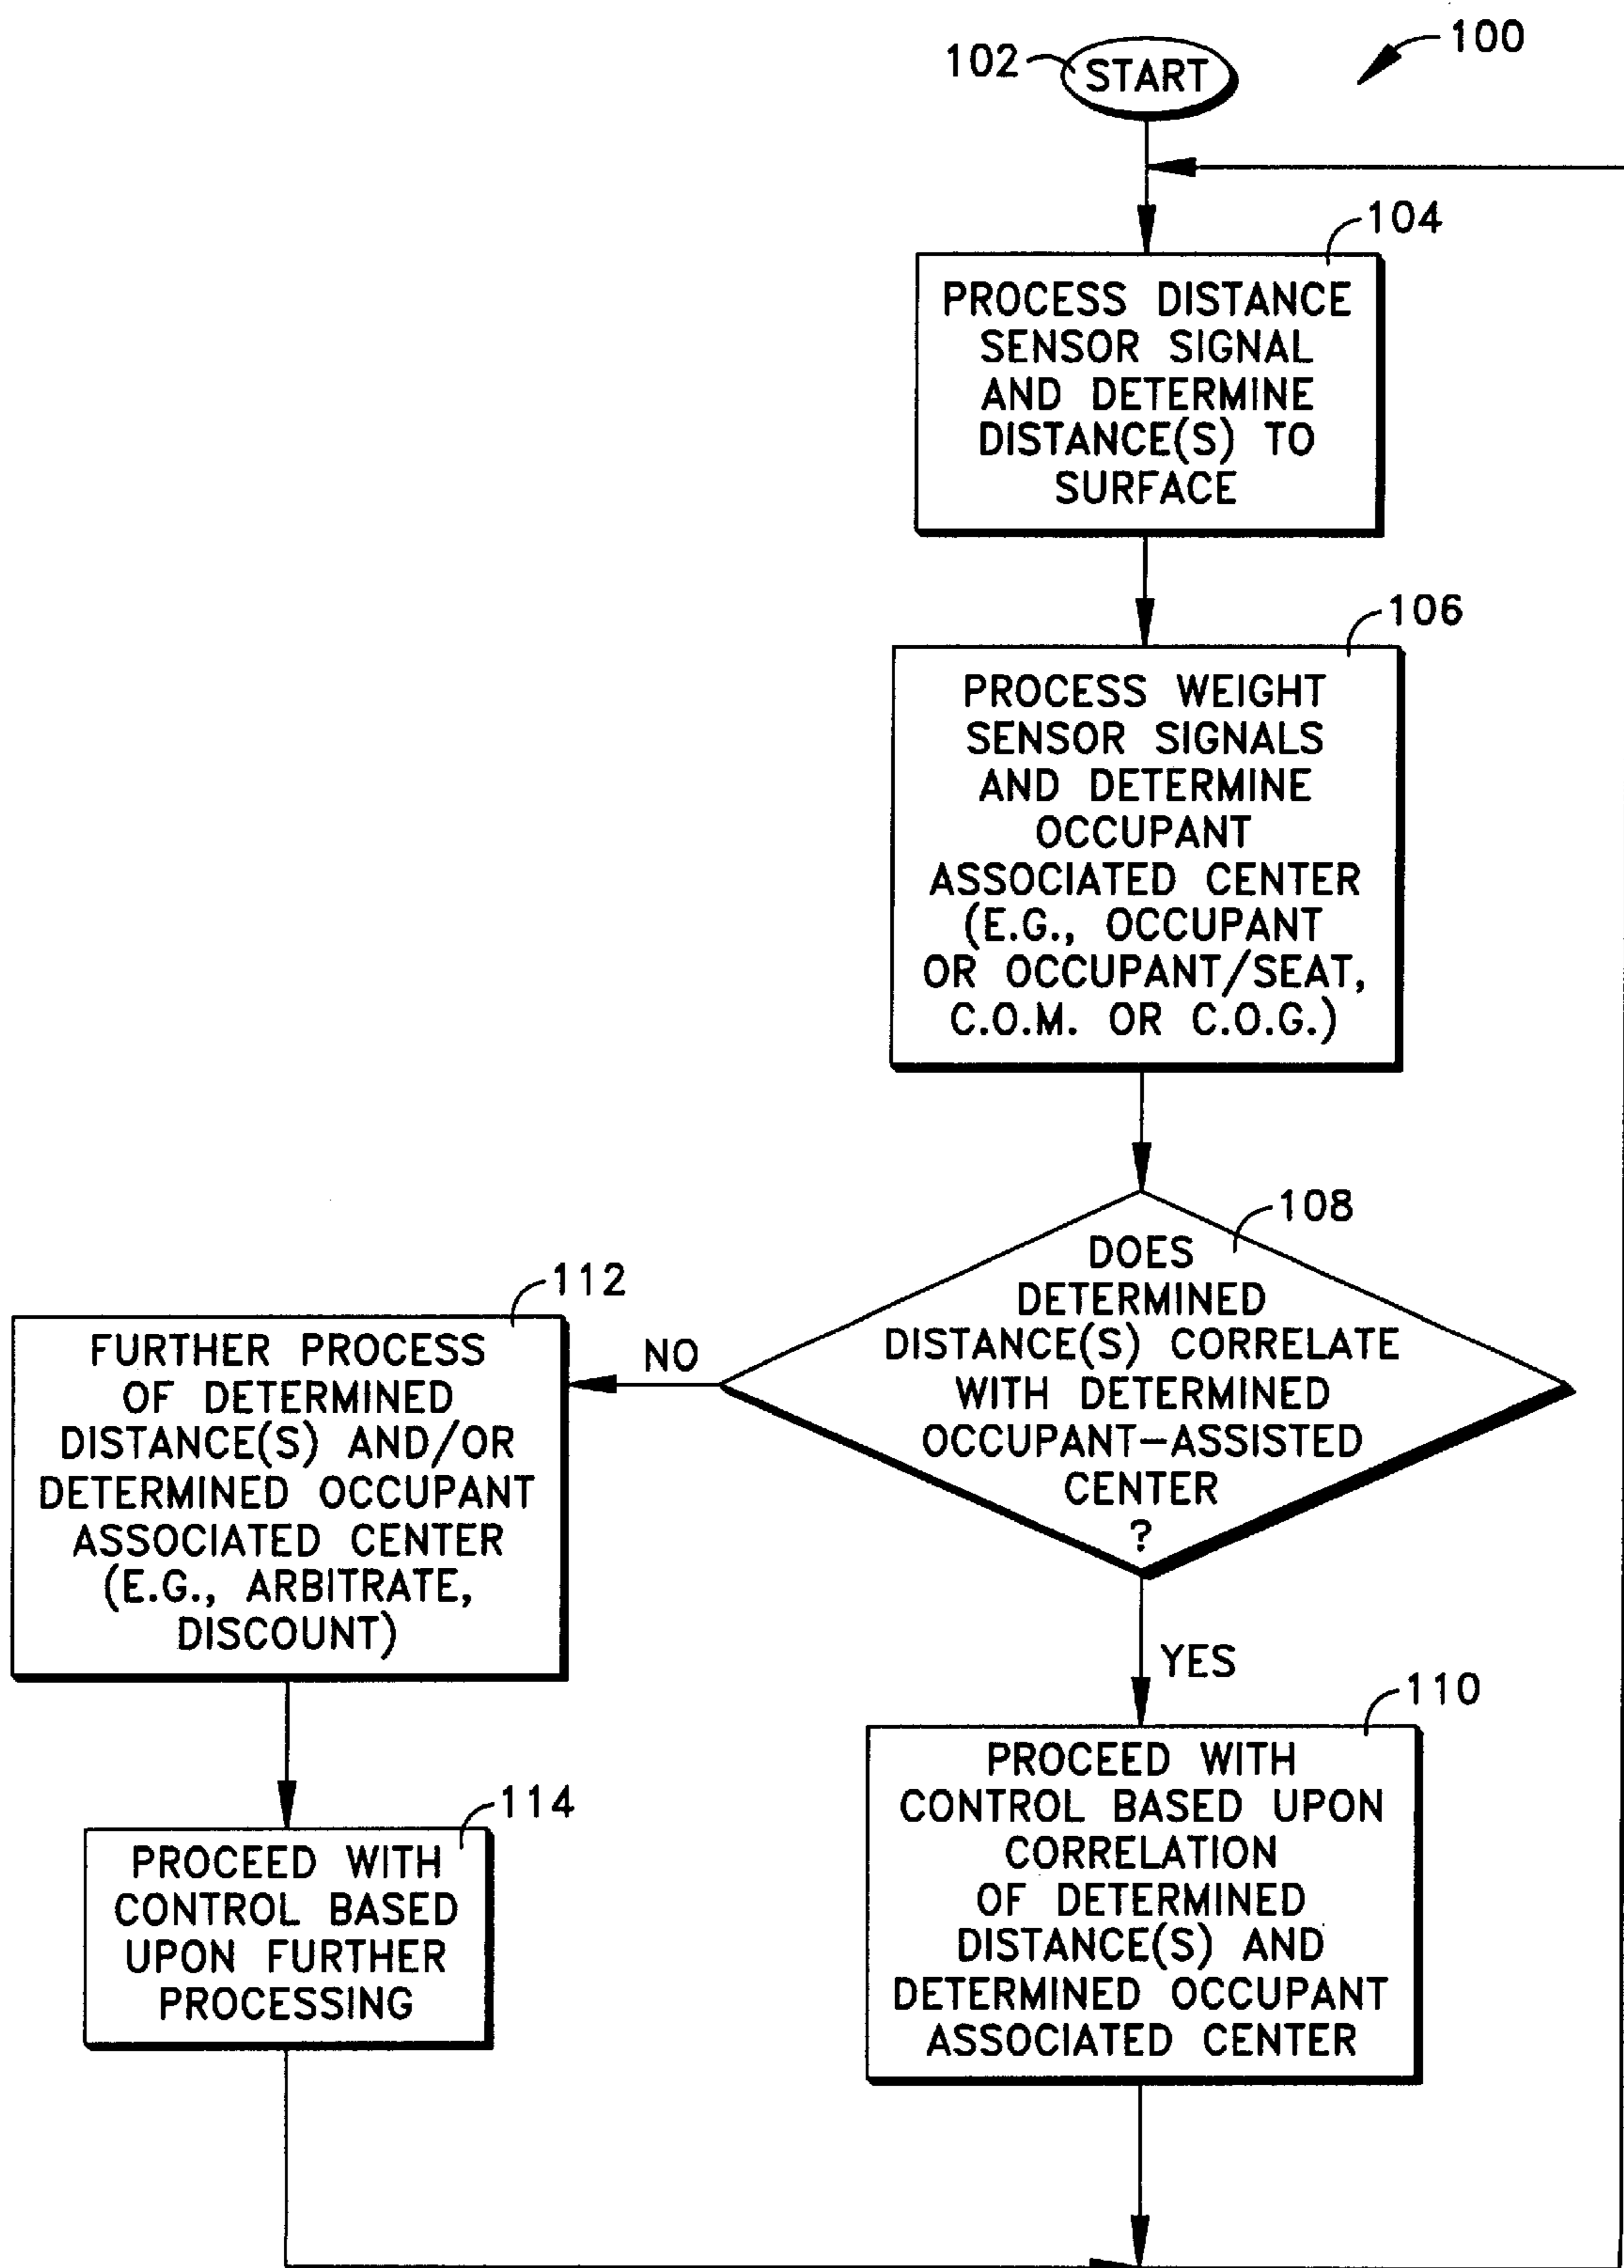 100
102
START
104
PROCESS DISTANCE
SENSOR SIGNAL
AND DETERMINE
DISTANCE(S) TO
SURFACE
106
PROCESS WEIGHT
SENSOR SIGNALS
AND DETERMINE
OCCUPANT
ASSOCIATED CENTER
(E.G., OCCUPANT
OR OCCUPANT/SEAT,
C.O.M. OR C.O.G.)
108
DOES
DETERMINED
DISTANCE(S) CORRELATE
WITH DETERMINED
OCCUPANT-ASSISTED
CENTER
?
NO
112
FURTHER PROCESS
OF DETERMINED
DISTANCE(S) AND/OR
DETERMINED OCCUPANT
ASSOCIATED CENTER
(E.G., ARBITRATE,
DISCOUNT)
YES
110
PROCEED WITH
CONTROL BASED UPON
CORRELATION
OF DETERMINED
DISTANCE(S) AND
DETERMINED OCCUPANT
ASSOCIATED CENTER
114
PROCEED WITH
CONTROL BASED
UPON FURTHER
PROCESSING